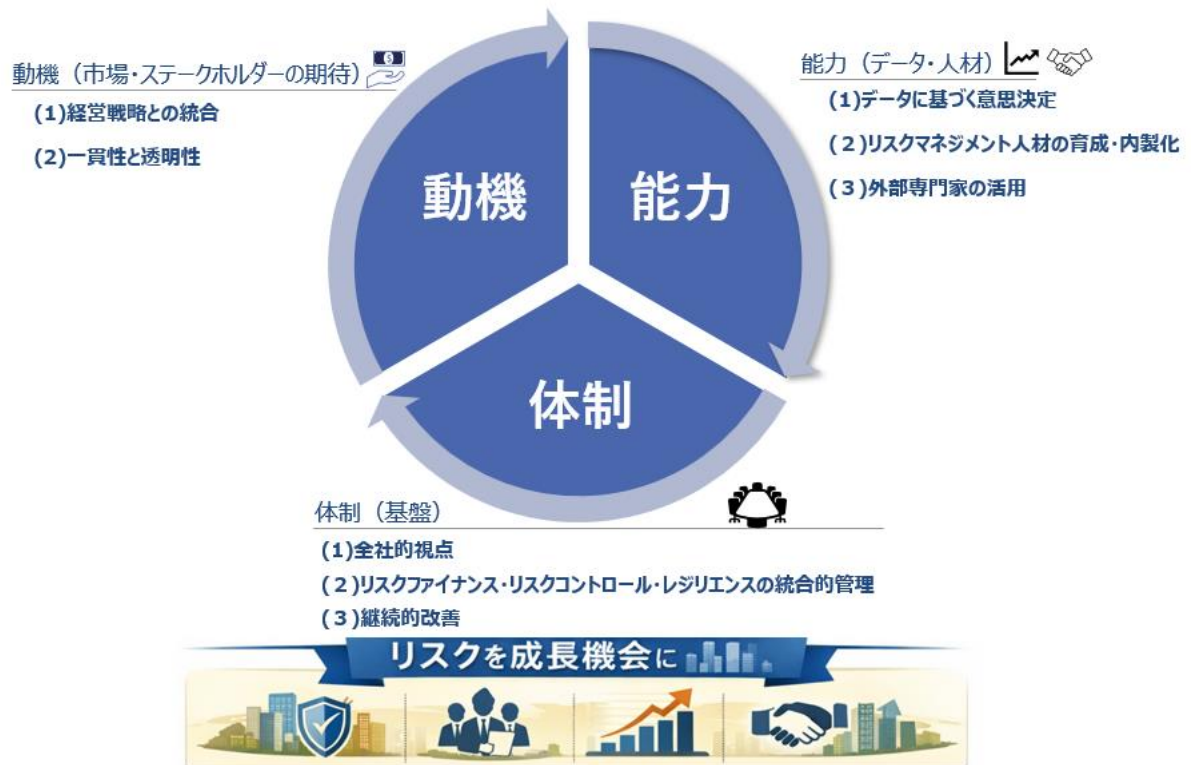 動機（市場・ステークホルダーの期待）
(1)経営戦略との統合
(2)一貫性と透明性
能力（データ・人材）
(1)データに基づく意思決定
(２)リスクマネジメント人材の育成・内製化
(３)外部専門家の活用
動機
能力
体制
体制（基盤）
(1)全社的視点
(２)リスクファイナンス・リスクコントロール・レジリエンスの統合的管理
(３)継続的改善
リスクを成長機会に